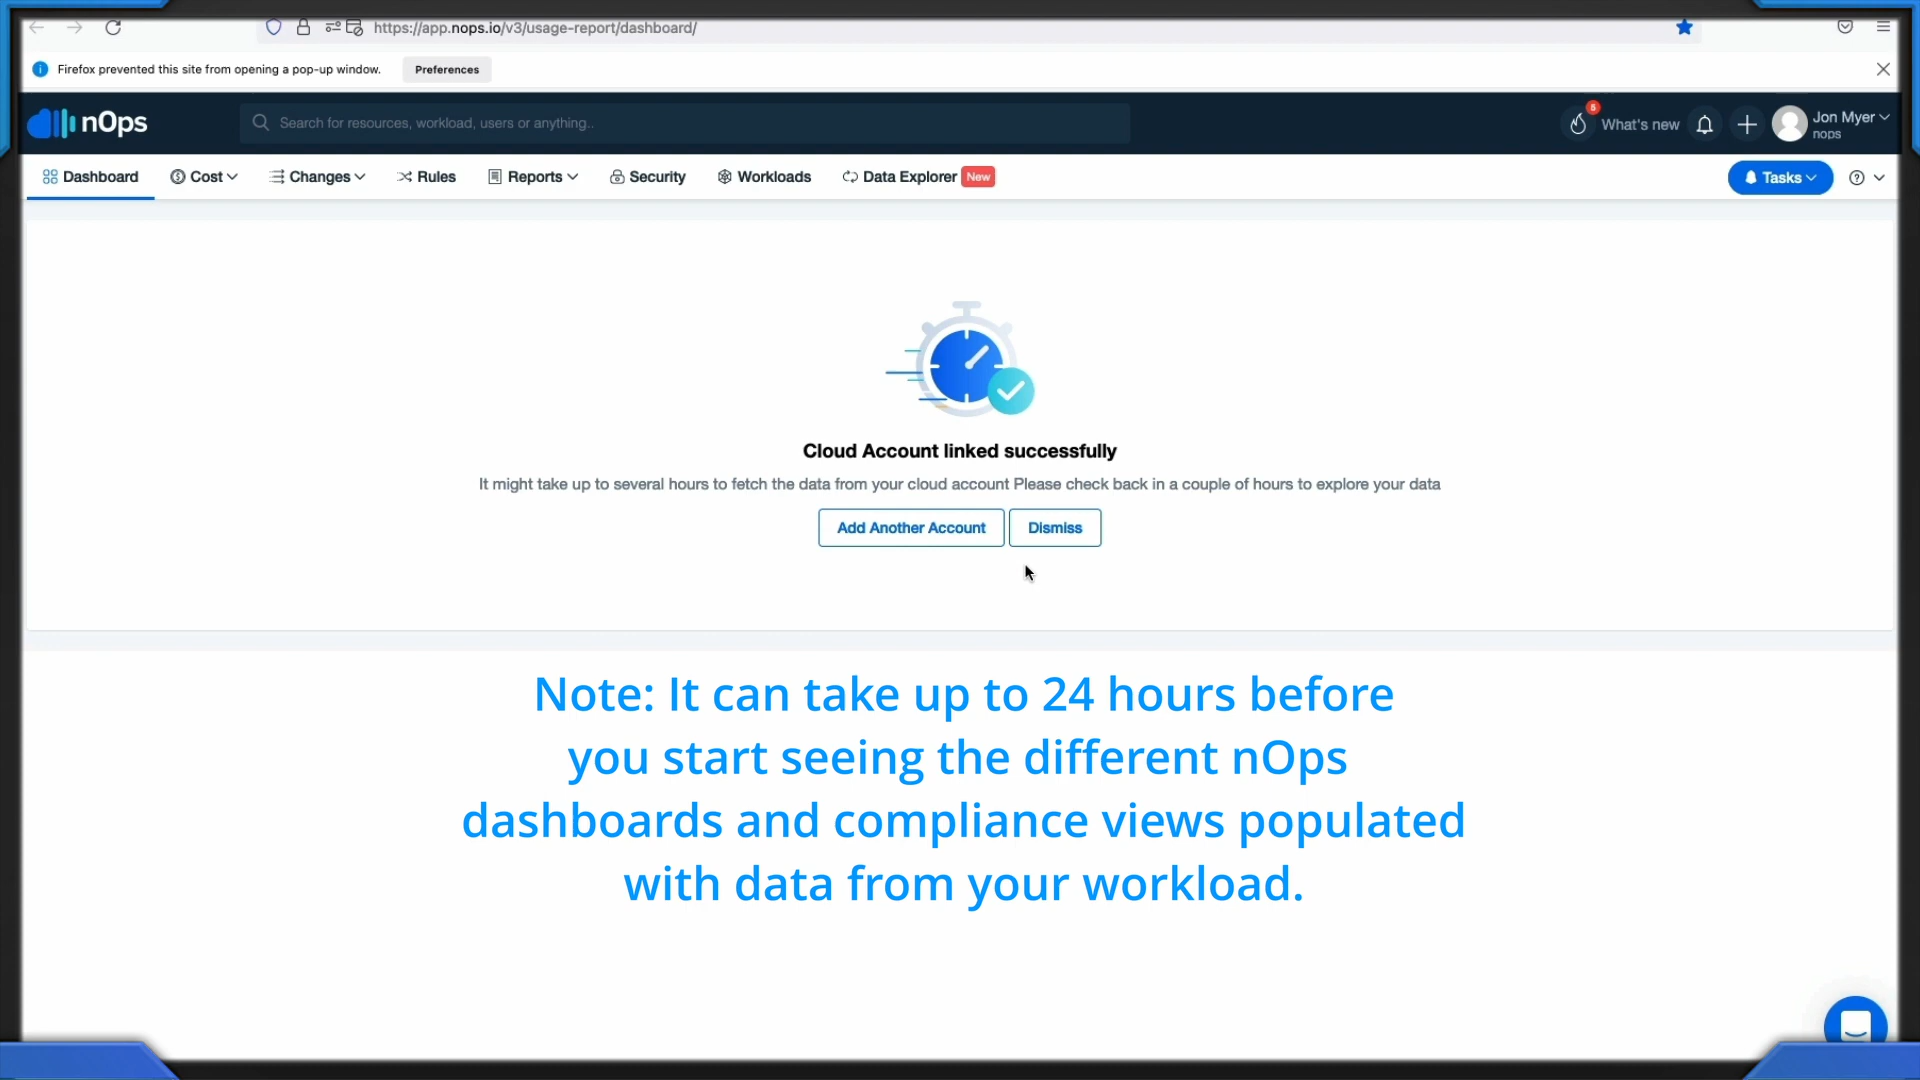 https://app.nops.io/v3/usage-report/dashboard/
Firefox prevented this site from opening a pop-up window.
Preferences
nOps
Search for resources, workload, users or anything..
8
What's new
Jon Myer
nops
Dashboard
Cost
Changes
Rules
Reports
Security
Workloads
Data Explorer
New
Tasks
Cloud Account linked successfully
It might take up to several hours to fetch the data from your cloud account Please check back in a couple of hours to explore your data
Add Another Account
Dismiss
Note: It can take up to 24 hours before
you start seeing the different nOps
dashboards and compliance views populated
with data from your workload.